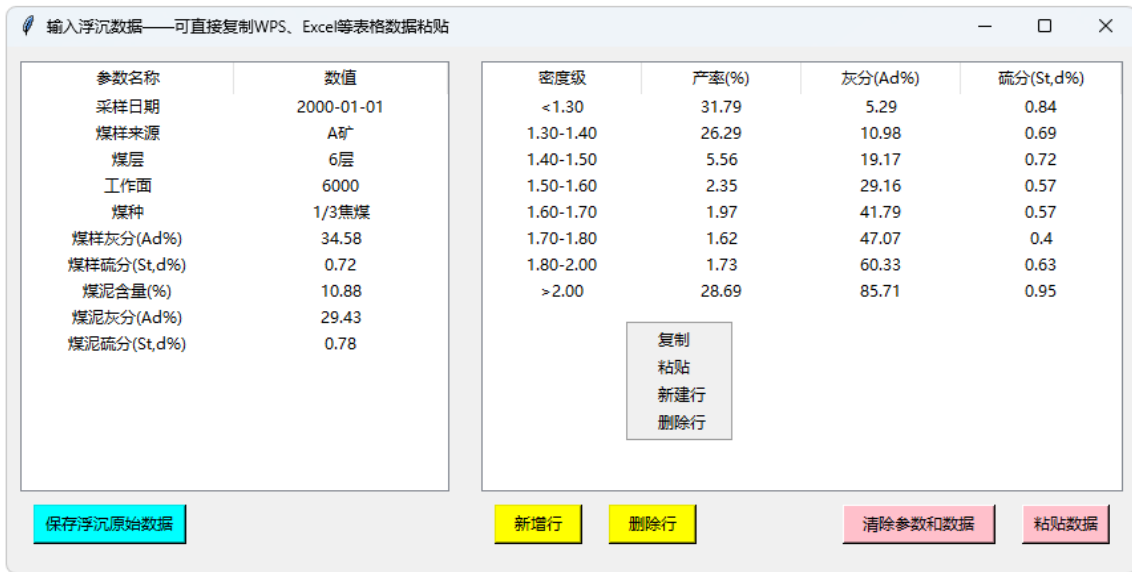 输入浮沉数据——可直接复制WPS、Excel等表格数据粘贴
参数名称 数值
采样日期 2000-01-01
煤样来源 A矿
煤层 6层
工作面 6000
煤种 1/3焦煤
煤样灰分(Ad%) 34.58
煤样硫分(St,d%) 0.72
煤泥含量(%) 10.88
煤泥灰分(Ad%) 29.43
煤泥硫分(St,d%) 0.78
密度级 产率(%) 灰分(Ad%) 硫分(St,d%)
<1.30 31.79 5.29 0.84
1.30-1.40 26.29 10.98 0.69
1.40-1.50 5.56 19.17 0.72
1.50-1.60 2.35 29.16 0.57
1.60-1.70 1.97 41.79 0.57
1.70-1.80 1.62 47.07 0.4
1.80-2.00 1.73 60.33 0.63
>2.00 28.69 85.71 0.95
复制
粘贴
新建行
删除行
保存浮沉原始数据 新增行 删除行 清除参数和数据 粘贴数据